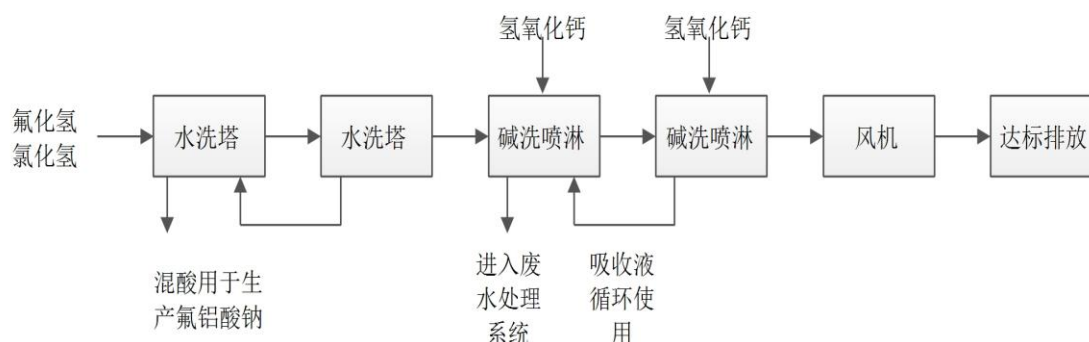 氢氧化钙
氢氧化钙
氟化氢
氯化氢
水洗塔
水洗塔
碱洗喷淋
碱洗喷淋
风机
达标排放
混酸用于生
产氟铝酸钠
进入废
水处理
系统
吸收液
循环使
用